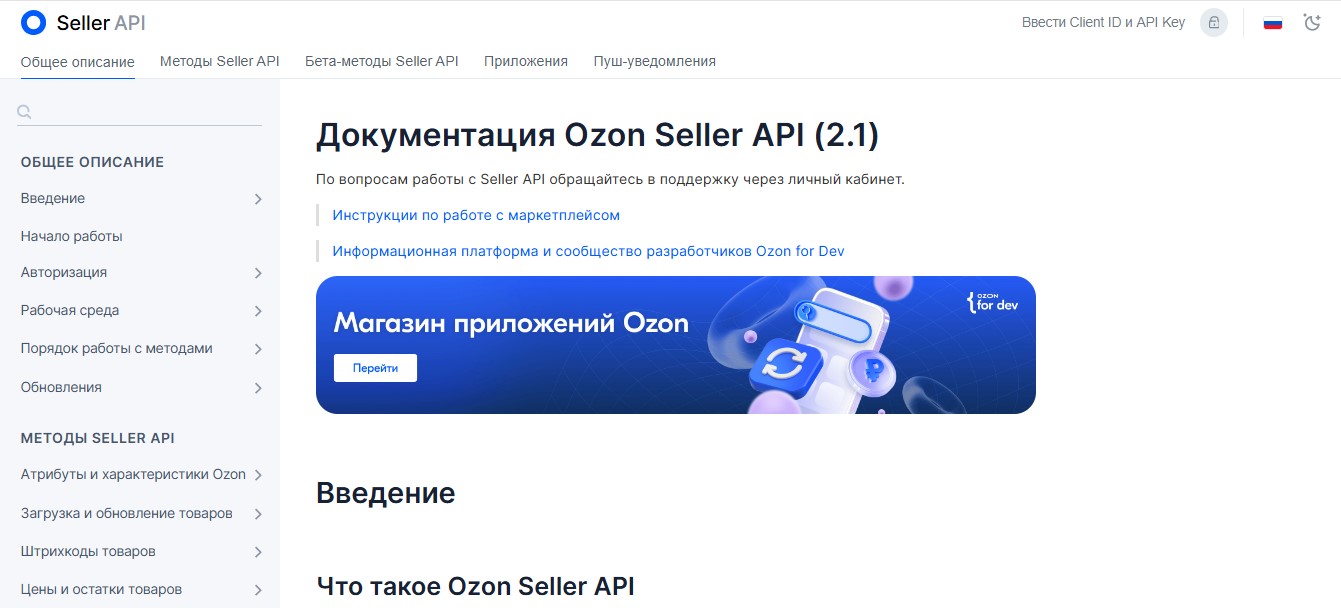 Seller API
Ввести Client ID и API Key
Общее описание
Методы Seller API
Бета-методы Seller API
Приложения
Пуш-уведомления
ОБЩЕЕ ОПИСАНИЕ
Введение
Начало работы
Авторизация
Рабочая среда
Порядок работы с методами
Обновления
МЕТОДЫ SELLER API
Атрибуты и характеристики Ozon
Загрузка и обновление товаров
Штрихкоды товаров
Цены и остатки товаров
Документация Ozon Seller API (2.1)
По вопросам работы с Seller API обращайтесь в поддержку через личный кабинет.
Инструкции по работе с маркетплейсом
Информационная платформа и сообщество разработчиков Ozon for Dev
Магазин приложений Ozon
Перейти
OZON
for dev
Введение
Что такое Ozon Seller API